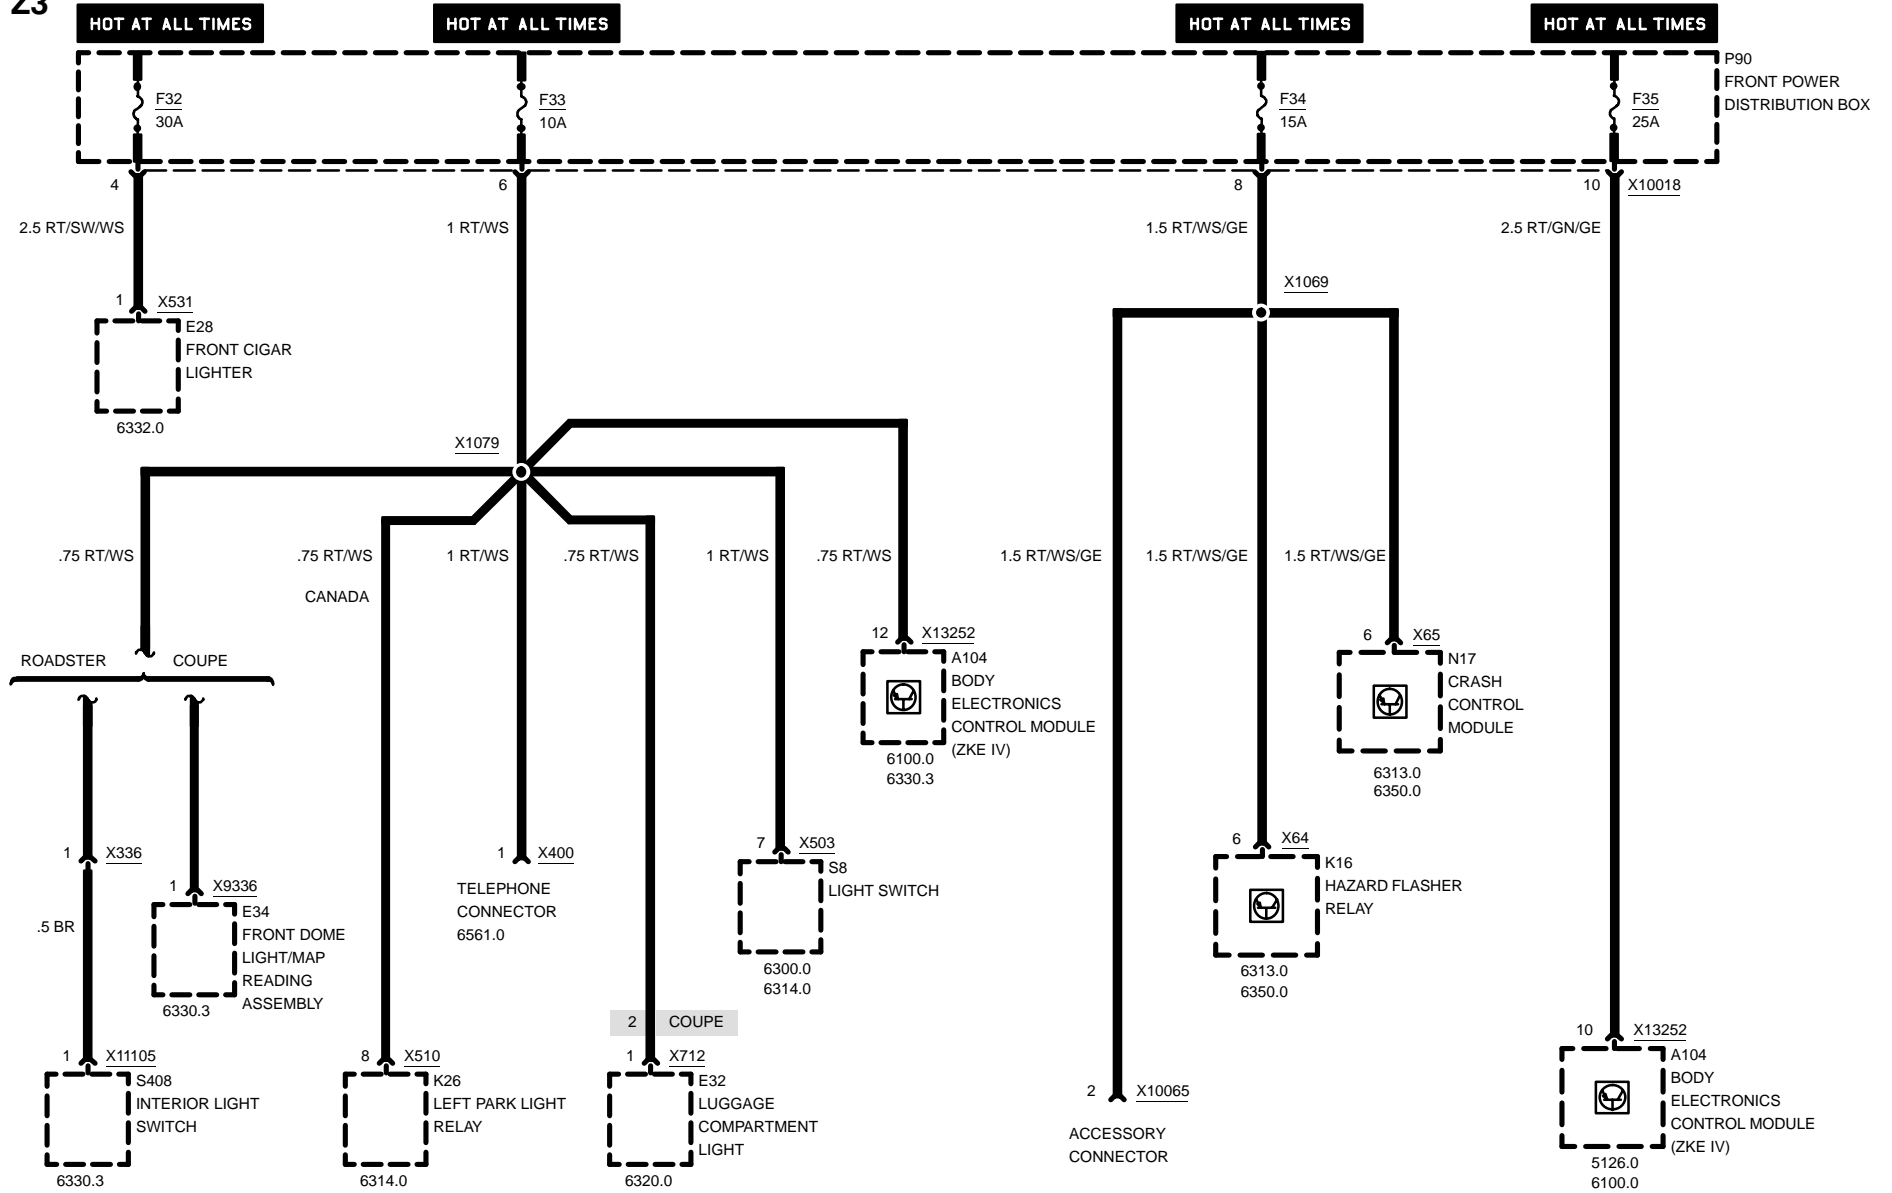 Z3
HOT AT ALL TIMES
HOT AT ALL TIMES
HOT AT ALL TIMES
HOT AT ALL TIMES
P90
FRONT POWER
DISTRIBUTION BOX
F32
30A
F33
10A
F34
15A
F35
25A
4
6
8
10
X10018
2.5 RT/SW/WS
1 RT/WS
1.5 RT/WS/GE
2.5 RT/GN/GE
X1069
1
X531
E28
FRONT CIGAR
LIGHTER
6332.0
X1079
.75 RT/WS
.75 RT/WS
1 RT/WS
.75 RT/WS
1 RT/WS
.75 RT/WS
1.5 RT/WS/GE
1.5 RT/WS/GE
1.5 RT/WS/GE
CANADA
ROADSTER
COUPE
12
X13252
A104
BODY
ELECTRONICS
CONTROL MODULE
(ZKE IV)
6100.0
6330.3
6
X65
N17
CRASH
CONTROL
MODULE
6313.0
6350.0
1
X336
.5 BR
1
X9336
E34
FRONT DOME
LIGHT/MAP
READING
ASSEMBLY
6330.3
1
X400
TELEPHONE
CONNECTOR
6561.0
7
X503
S8
LIGHT SWITCH
6300.0
6314.0
6
X64
K16
HAZARD FLASHER
RELAY
6313.0
6350.0
1
X11105
S408
INTERIOR LIGHT
SWITCH
6330.3
8
X510
K26
LEFT PARK LIGHT
RELAY
6314.0
2
COUPE
1
X712
E32
LUGGAGE
COMPARTMENT
LIGHT
6320.0
2
X10065
ACCESSORY
CONNECTOR
10
X13252
A104
BODY
ELECTRONICS
CONTROL MODULE
(ZKE IV)
5126.0
6100.0